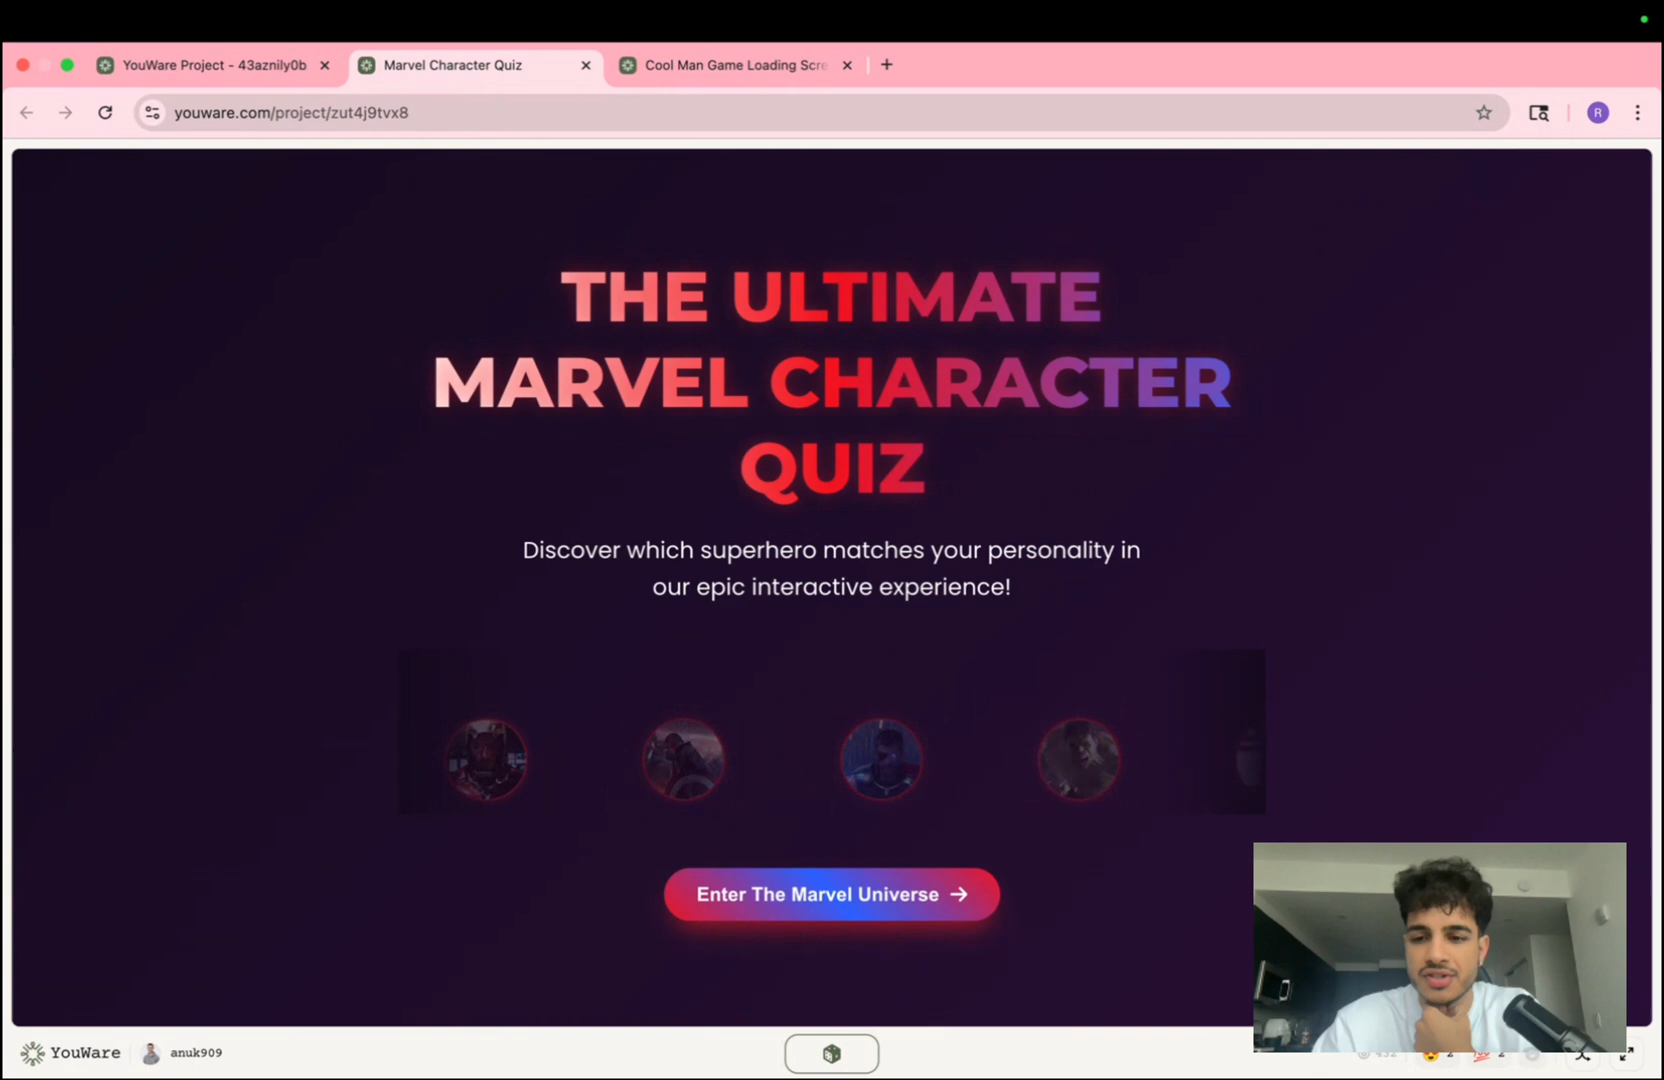 YouWare Project - 43aznily0b
Marvel Character Quiz
Cool Man Game Loading Scre
youware.com/project/zut4j9tvx8
R
THE ULTIMATE
MARVEL CHARACTER
QUIZ
Discover which superhero matches your personality in
our epic interactive experience!
Enter The Marvel Universe →
YouWare
anuk909